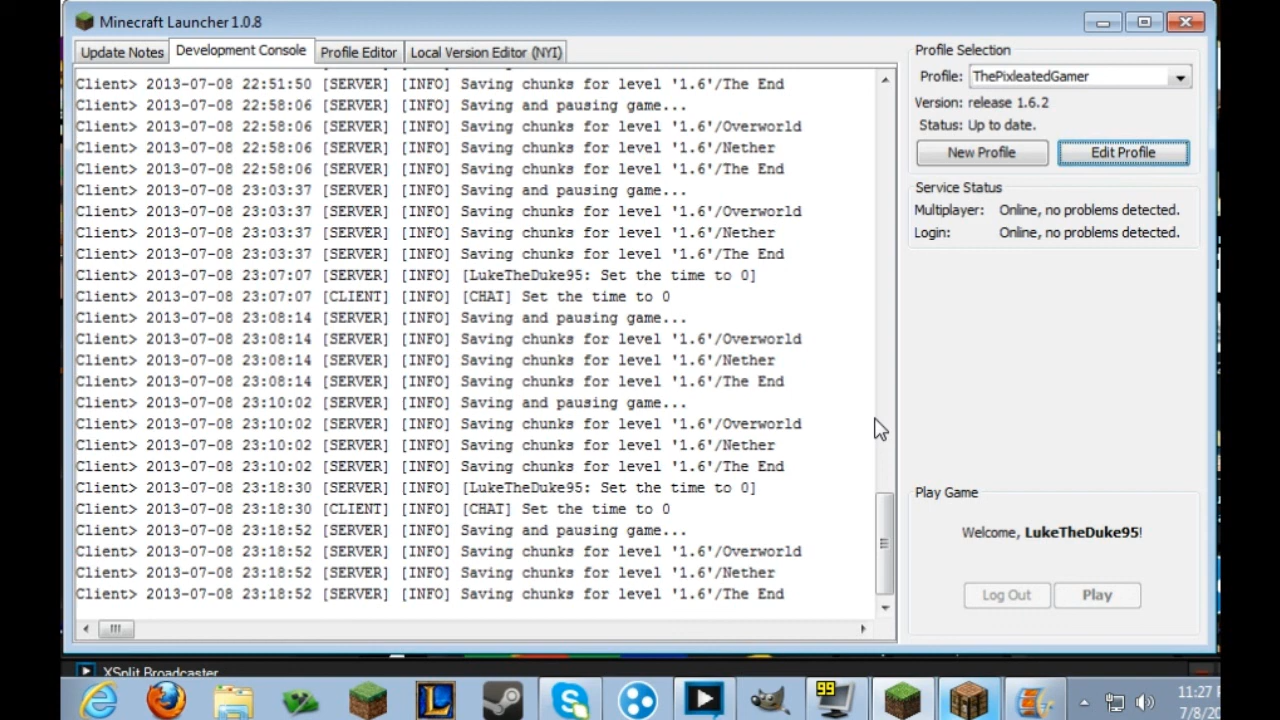 Minecraft Launcher 1.0.8
Update Notes
Development Console
Profile Editor
Local Version Editor (NYI)
Client> 2013-07-08 22:51:50 [SERVER] [INFO] Saving chunks for level '1.6'/The End
Client> 2013-07-08 22:58:06 [SERVER] [INFO] Saving and pausing game...
Client> 2013-07-08 22:58:06 [SERVER] [INFO] Saving chunks for level '1.6'/Overworld
Client> 2013-07-08 22:58:06 [SERVER] [INFO] Saving chunks for level '1.6'/Nether
Client> 2013-07-08 22:58:06 [SERVER] [INFO] Saving chunks for level '1.6'/The End
Client> 2013-07-08 23:03:37 [SERVER] [INFO] Saving and pausing game...
Client> 2013-07-08 23:03:37 [SERVER] [INFO] Saving chunks for level '1.6'/Overworld
Client> 2013-07-08 23:03:37 [SERVER] [INFO] Saving chunks for level '1.6'/Nether
Client> 2013-07-08 23:03:37 [SERVER] [INFO] Saving chunks for level '1.6'/The End
Client> 2013-07-08 23:07:07 [SERVER] [INFO] [LukeTheDuke95: Set the time to 0]
Client> 2013-07-08 23:07:07 [CLIENT] [INFO] [CHAT] Set the time to 0
Client> 2013-07-08 23:08:14 [SERVER] [INFO] Saving and pausing game...
Client> 2013-07-08 23:08:14 [SERVER] [INFO] Saving chunks for level '1.6'/Overworld
Client> 2013-07-08 23:08:14 [SERVER] [INFO] Saving chunks for level '1.6'/Nether
Client> 2013-07-08 23:08:14 [SERVER] [INFO] Saving chunks for level '1.6'/The End
Client> 2013-07-08 23:10:02 [SERVER] [INFO] Saving and pausing game...
Client> 2013-07-08 23:10:02 [SERVER] [INFO] Saving chunks for level '1.6'/Overworld
Client> 2013-07-08 23:10:02 [SERVER] [INFO] Saving chunks for level '1.6'/Nether
Client> 2013-07-08 23:10:02 [SERVER] [INFO] Saving chunks for level '1.6'/The End
Client> 2013-07-08 23:18:30 [SERVER] [INFO] [LukeTheDuke95: Set the time to 0]
Client> 2013-07-08 23:18:30 [CLIENT] [INFO] [CHAT] Set the time to 0
Client> 2013-07-08 23:18:52 [SERVER] [INFO] Saving and pausing game...
Client> 2013-07-08 23:18:52 [SERVER] [INFO] Saving chunks for level '1.6'/Overworld
Client> 2013-07-08 23:18:52 [SERVER] [INFO] Saving chunks for level '1.6'/Nether
Client> 2013-07-08 23:18:52 [SERVER] [INFO] Saving chunks for level '1.6'/The End
Profile Selection
Profile: ThePixleatedGamer
Version: release 1.6.2
Status: Up to date.
New Profile
Edit Profile
Service Status
Multiplayer: Online, no problems detected.
Login: Online, no problems detected.
Play Game
Welcome, LukeTheDuke95!
Log Out
Play
XSplit Broadcaster
99
11:27
7/8/20